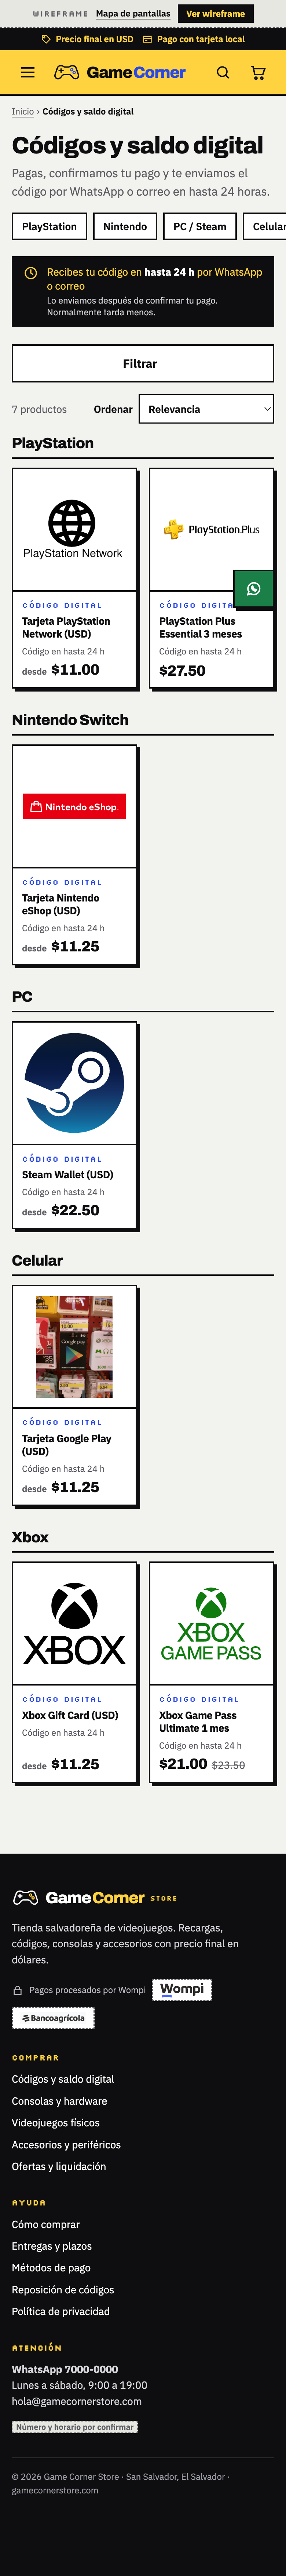 WIREFRAME Mapa de pantallas Ver wireframe
Precio final en USD Pago con tarjeta local
GameCorner
Inicio › Códigos y saldo digital
Códigos y saldo digital
Pagas, confirmamos tu pago y te enviamos el
código por WhatsApp o correo en hasta 24 horas.
PlayStation Nintendo PC / Steam Celular
Recibes tu código en hasta 24 h por WhatsApp
o correo
Lo enviamos después de confirmar tu pago.
Normalmente tarda menos.
Filtrar
7 productos Ordenar Relevancia
PlayStation
PlayStation Network
CÓDIGO DIGITAL
Tarjeta PlayStation
Network (USD)
Código en hasta 24 h
desde $11.00
PlayStation Plus
CÓDIGO DIGITA
PlayStation Plus
Essential 3 meses
Código en hasta 24 h
$27.50
Nintendo Switch
Nintendo eShop
CÓDIGO DIGITAL
Tarjeta Nintendo
eShop (USD)
Código en hasta 24 h
desde $11.25
PC
CÓDIGO DIGITAL
Steam Wallet (USD)
Código en hasta 24 h
desde $22.50
Celular
Google play
CÓDIGO DIGITAL
Tarjeta Google Play
(USD)
Código en hasta 24 h
desde $11.25
Xbox
XBOX
CÓDIGO DIGITAL
Xbox Gift Card (USD)
Código en hasta 24 h
desde $11.25
XBOX
GAME PASS
CÓDIGO DIGITAL
Xbox Game Pass
Ultimate 1 mes
Código en hasta 24 h
$21.00 $23.50
GameCorner STORE
Tienda salvadoreña de videojuegos. Recargas,
códigos, consolas y accesorios con precio final en
dólares.
Pagos procesados por Wompi Wompi
Bancoagrícola
COMPRAR
Códigos y saldo digital
Consolas y hardware
Videojuegos físicos
Accesorios y periféricos
Ofertas y liquidación
AYUDA
Cómo comprar
Entregas y plazos
Métodos de pago
Reposición de códigos
Política de privacidad
ATENCIÓN
WhatsApp 7000-0000
Lunes a sábado, 9:00 a 19:00
hola@gamecornerstore.com
Número y horario por confirmar
© 2026 Game Corner Store · San Salvador, El Salvador ·
gamecornerstore.com